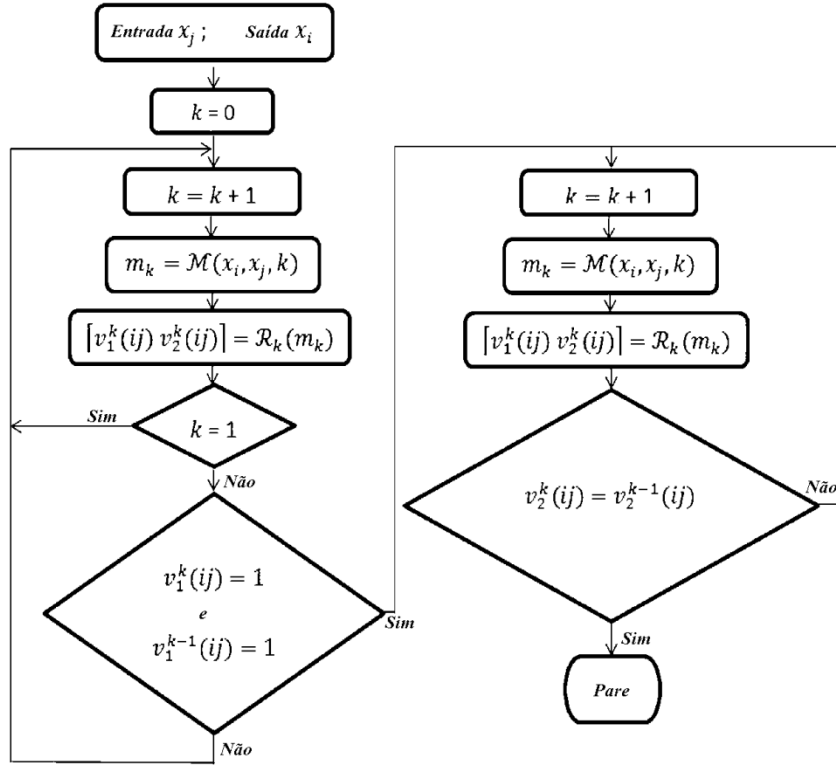 Entrada x_j ; Saída x_i
k = 0
k = k + 1
m_k = ℳ(x_i, x_j, k)
⌈v_1^k(ij) v_2^k(ij)⌉ = ℛ_k(m_k)
Sim
k = 1
Não
v_1^k(ij) = 1
e
v_1^{k-1}(ij) = 1
Sim
Não
k = k + 1
m_k = ℳ(x_i, x_j, k)
⌈v_1^k(ij) v_2^k(ij)⌉ = ℛ_k(m_k)
v_2^k(ij) = v_2^{k-1}(ij)
Não
Sim
Pare